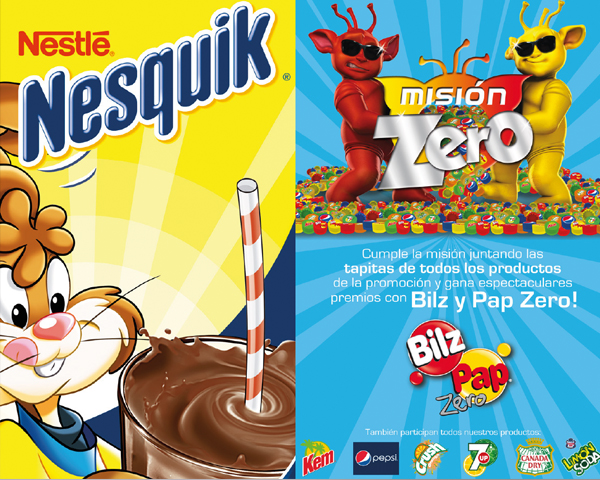 Nestlé®
Nesquik®
misión
Zero
Cumple la misión juntando las
tapitas de todos los productos
de la promoción y gana espectaculares
premios con Bilz y Pap Zero!
Bilz
Pap
Zero
También participan todos nuestros productos:
Kem
pepsi
Crush
7UP
CANADA DRY
LIMÓN SODA